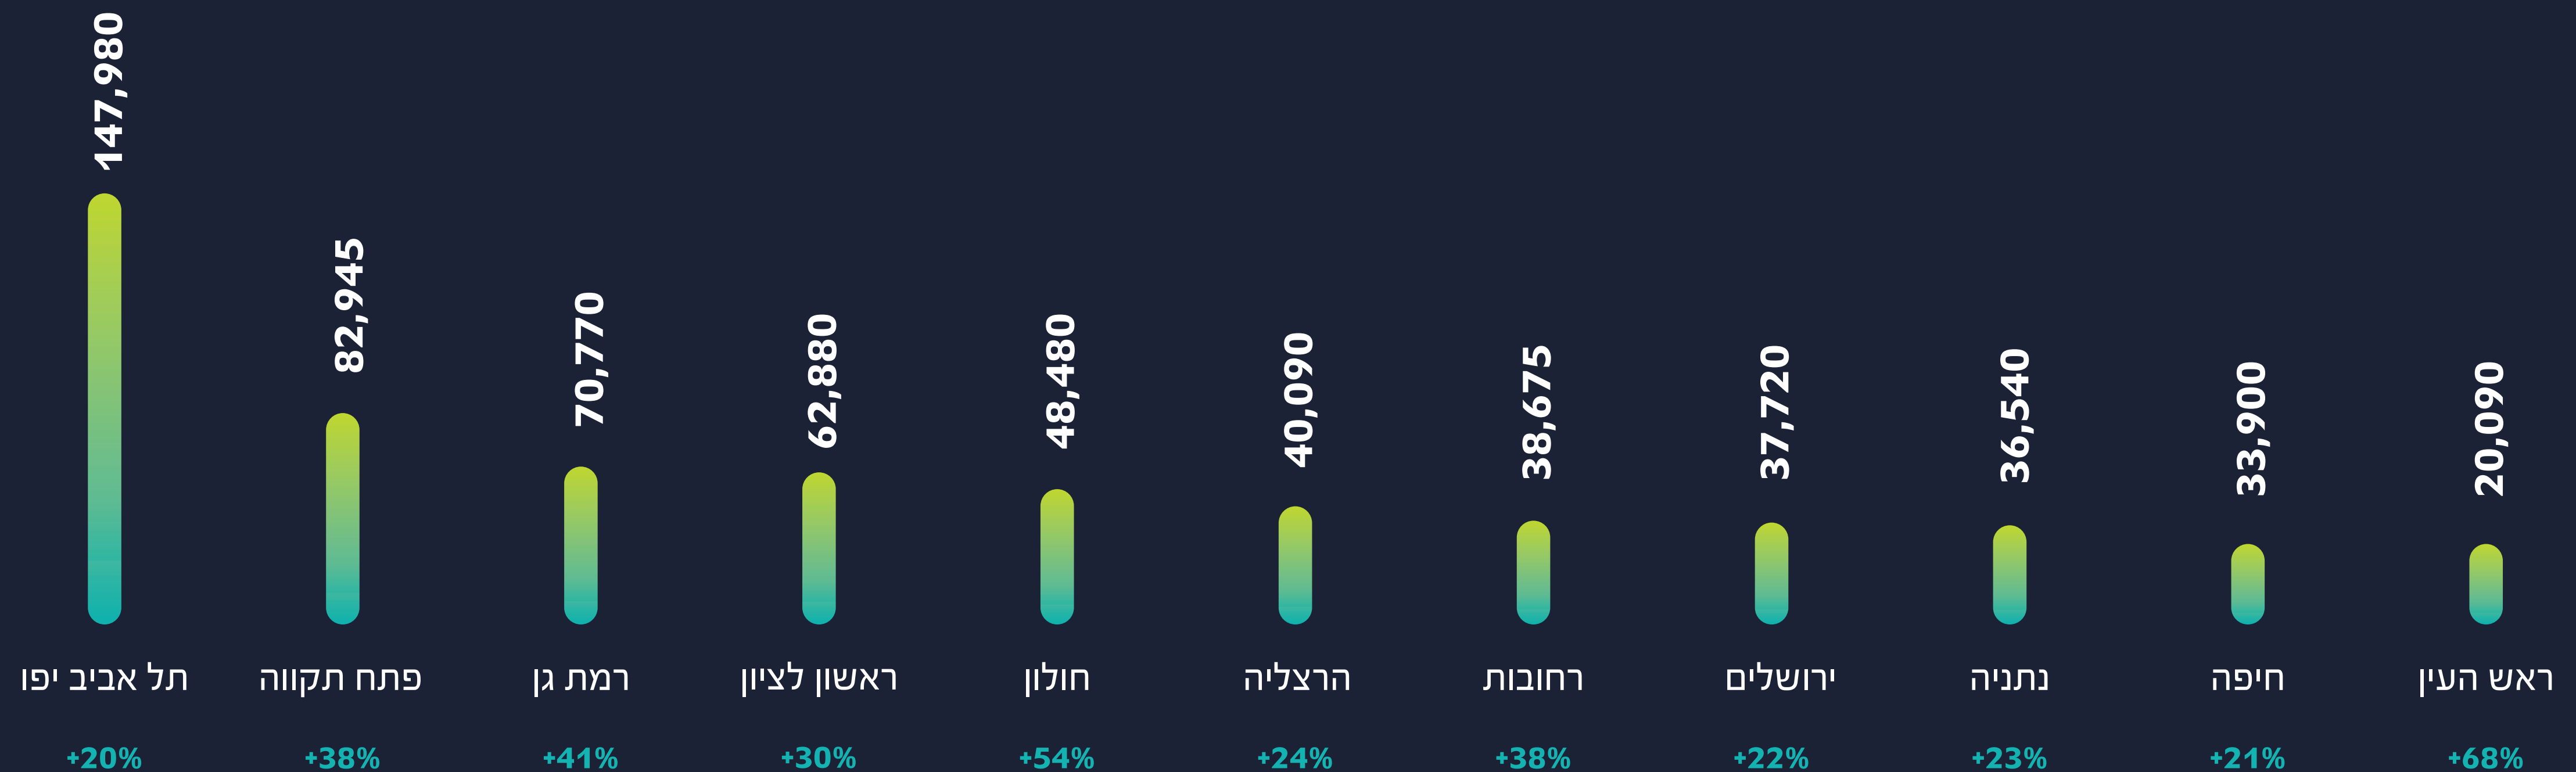 147,980
82,945
70,770
62,880
48,480
40,090
38,675
37,720
36,540
33,900
20,090
תל אביב יפו
פתח תקווה
רמת גן
ראשון לציון
חולון
הרצליה
רחובות
ירושלים
נתניה
חיפה
ראש העין
+20%
+38%
+41%
+30%
+54%
+24%
+38%
+22%
+23%
+21%
+68%